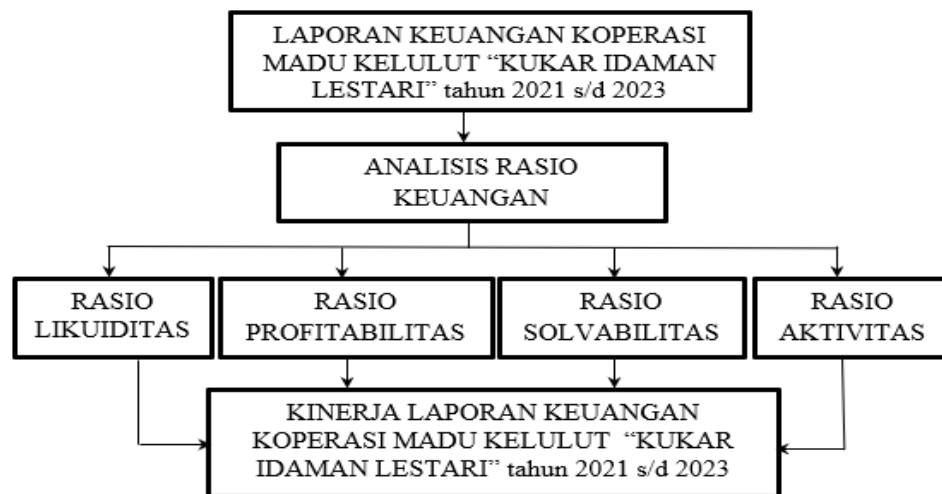 LAPORAN KEUANGAN KOPERASI
MADU KELULUT “KUKAR IDAMAN
LESTARI“ tahun 2021 s/d 2023
ANALISIS RASIO
KEUANGAN
RASIO
LIKUIDITAS
RASIO
PROFITABILITAS
RASIO
SOLVABILITAS
RASIO
AKTIVITAS
KINERJA LAPORAN KEUANGAN
KOPERASI MADU KELULUT “KUKAR
IDAMAN LESTARI“ tahun 2021 s/d 2023